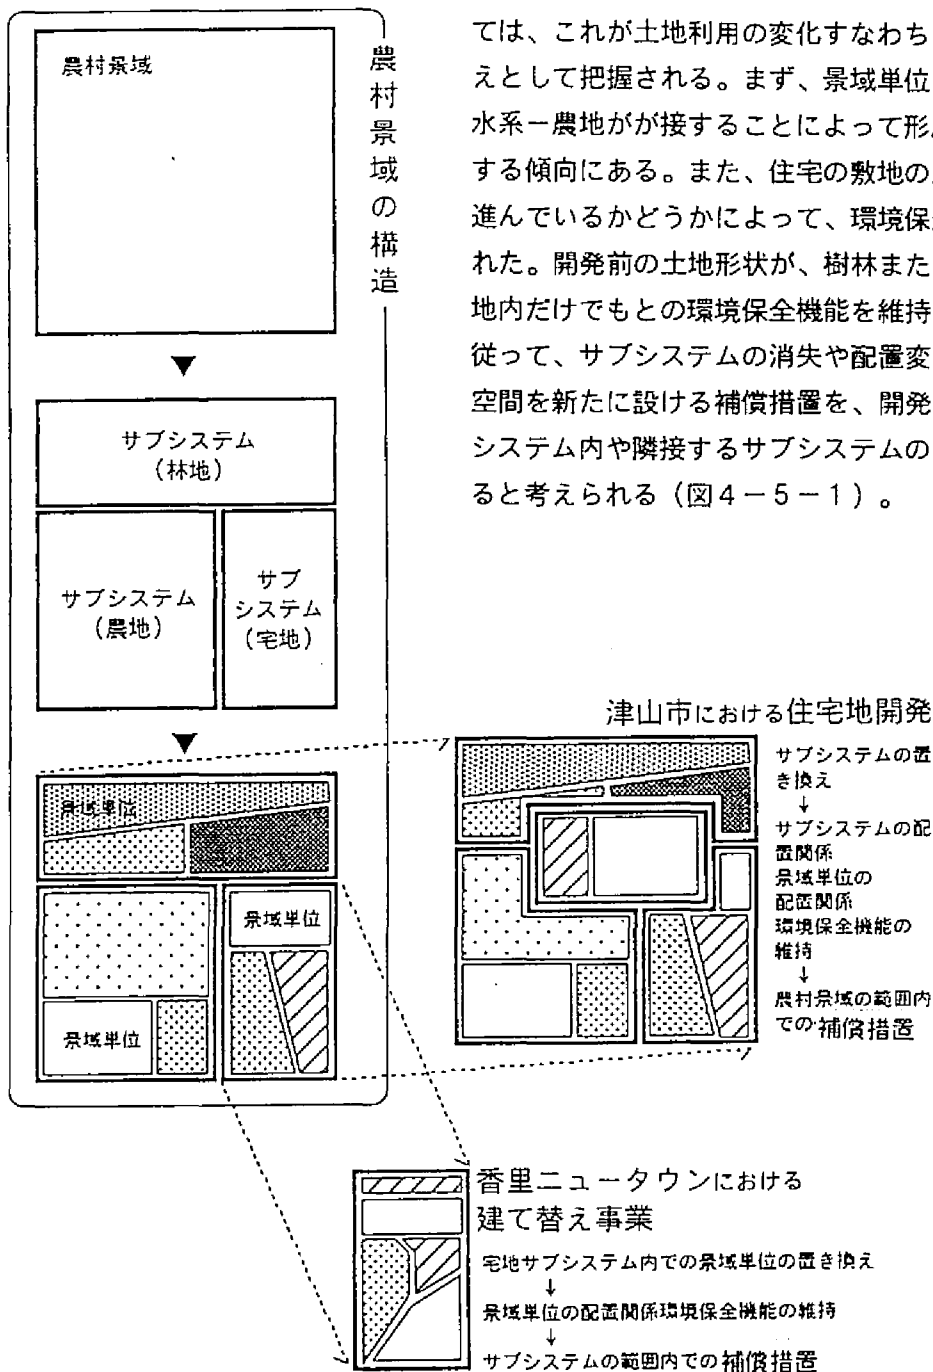 ては、これが土地利用の変化すなわち
えとして把握される。まず、景域単位
水系－農地がが接することによって形
する傾向にある。また、住宅の敷地の
進んでいるかどうかによって、環境保
れた。開発前の土地形状が、樹林また
地内だけでもとの環境保全機能を維持
従って、サブシステムの消失や配置変
空間を新たに設ける補償措置を、開発
システム内や隣接するサブシステムの
ると考えられる（図４－５－１）。
農村景域の構造
農村景域
サブシステム
（林地）
サブシステム
（農地）
サブ
システム
（宅地）
景域単位
景域単位
景域単位
津山市における住宅地開発
サブシステムの置
き換え
↓
サブシステムの配
置関係
景域単位の
配置関係
環境保全機能の
維持
↓
農村景域の範囲内
での補償措置
香里ニュータウンにおける
建て替え事業
宅地サブシステム内での景域単位の置き換え
↓
景域単位の配置関係環境保全機能の維持
↓
サブシステムの範囲内での補償措置